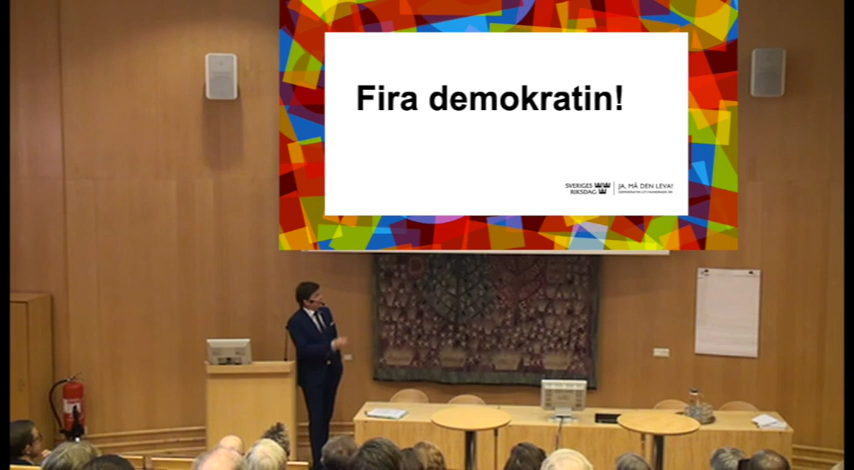 Fira demokratin!
SVERIGES
RIKSDAG
JA, MÅ DEN LEVA!